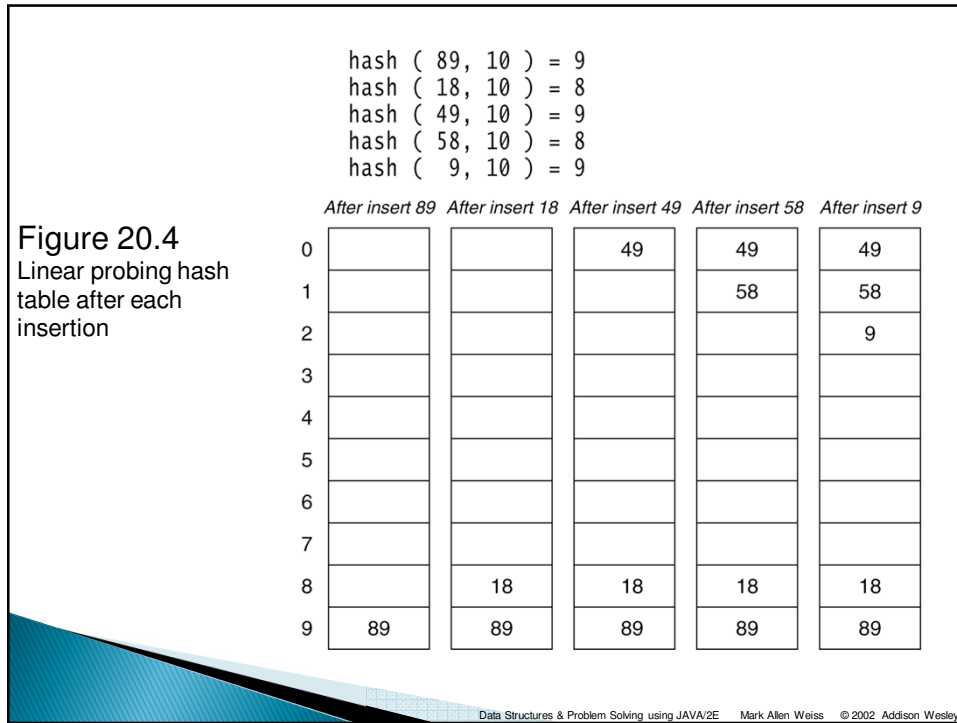 hash ( 89, 10 ) = 9
hash ( 18, 10 ) = 8
hash ( 49, 10 ) = 9
hash ( 58, 10 ) = 8
hash ( 9, 10 ) = 9
After insert 89 After insert 18 After insert 49 After insert 58 After insert 9
Figure 20.4
Linear probing hash
table after each
insertion
0 49 49 49
1 58 58
2 9
3
4
5
6
7
8 18 18 18 18
9 89 89 89 89 89
Data Structures & Problem Solving using JAVA/2E Mark Allen Weiss © 2002 Addison Wesley